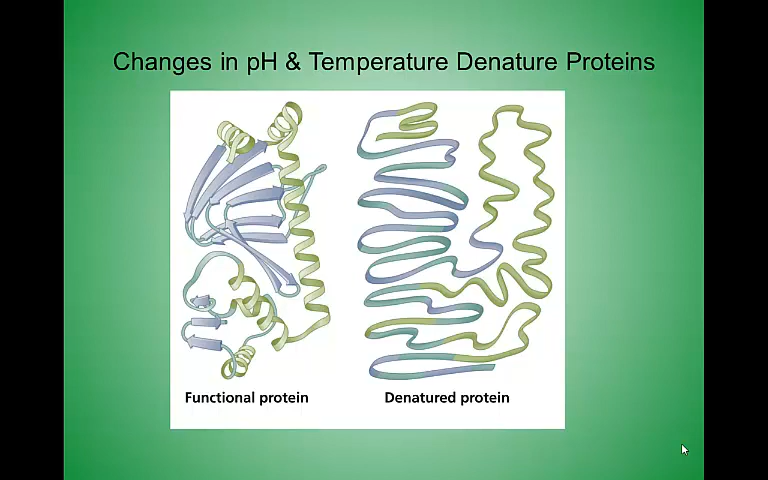 Changes in pH & Temperature Denature Proteins
Functional protein
Denatured protein